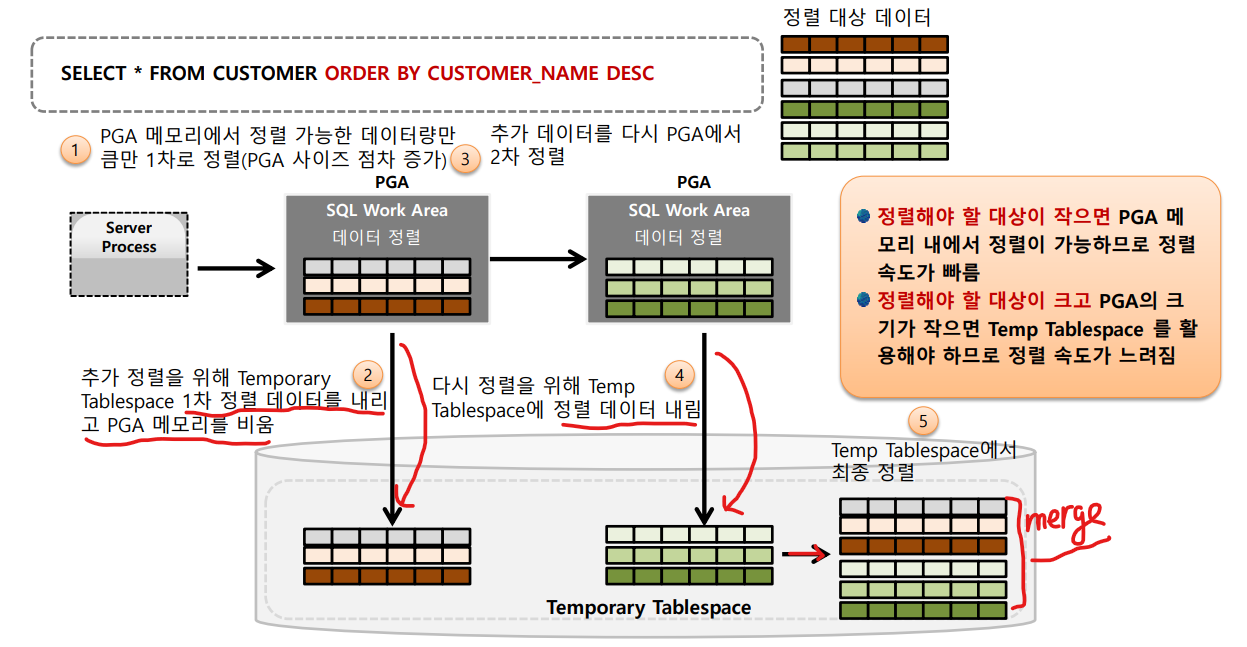 정렬 대상 데이터
SELECT * FROM CUSTOMER ORDER BY CUSTOMER_NAME DESC
1
PGA 메모리에서 정렬 가능한 데이터량만
큼만 1차로 정렬(PGA 사이즈 점차 증가)
3
추가 데이터를 다시 PGA에서
2차 정렬
Server
Process
PGA
SQL Work Area
데이터 정렬
PGA
SQL Work Area
데이터 정렬
정렬해야 할 대상이 작으면 PGA 메
모리 내에서 정렬이 가능하므로 정렬
속도가 빠름
정렬해야 할 대상이 크고 PGA의 크
기가 작으면 Temp Tablespace 를 활
용해야 하므로 정렬 속도가 느려짐
추가 정렬을 위해 Temporary
Tablespace 1차 정렬 데이터를 내리
고 PGA 메모리를 비움
2
다시 정렬을 위해 Temp
Tablespace에 정렬 데이터 내림
4
5
Temp Tablespace에서
최종 정렬
merge
Temporary Tablespace